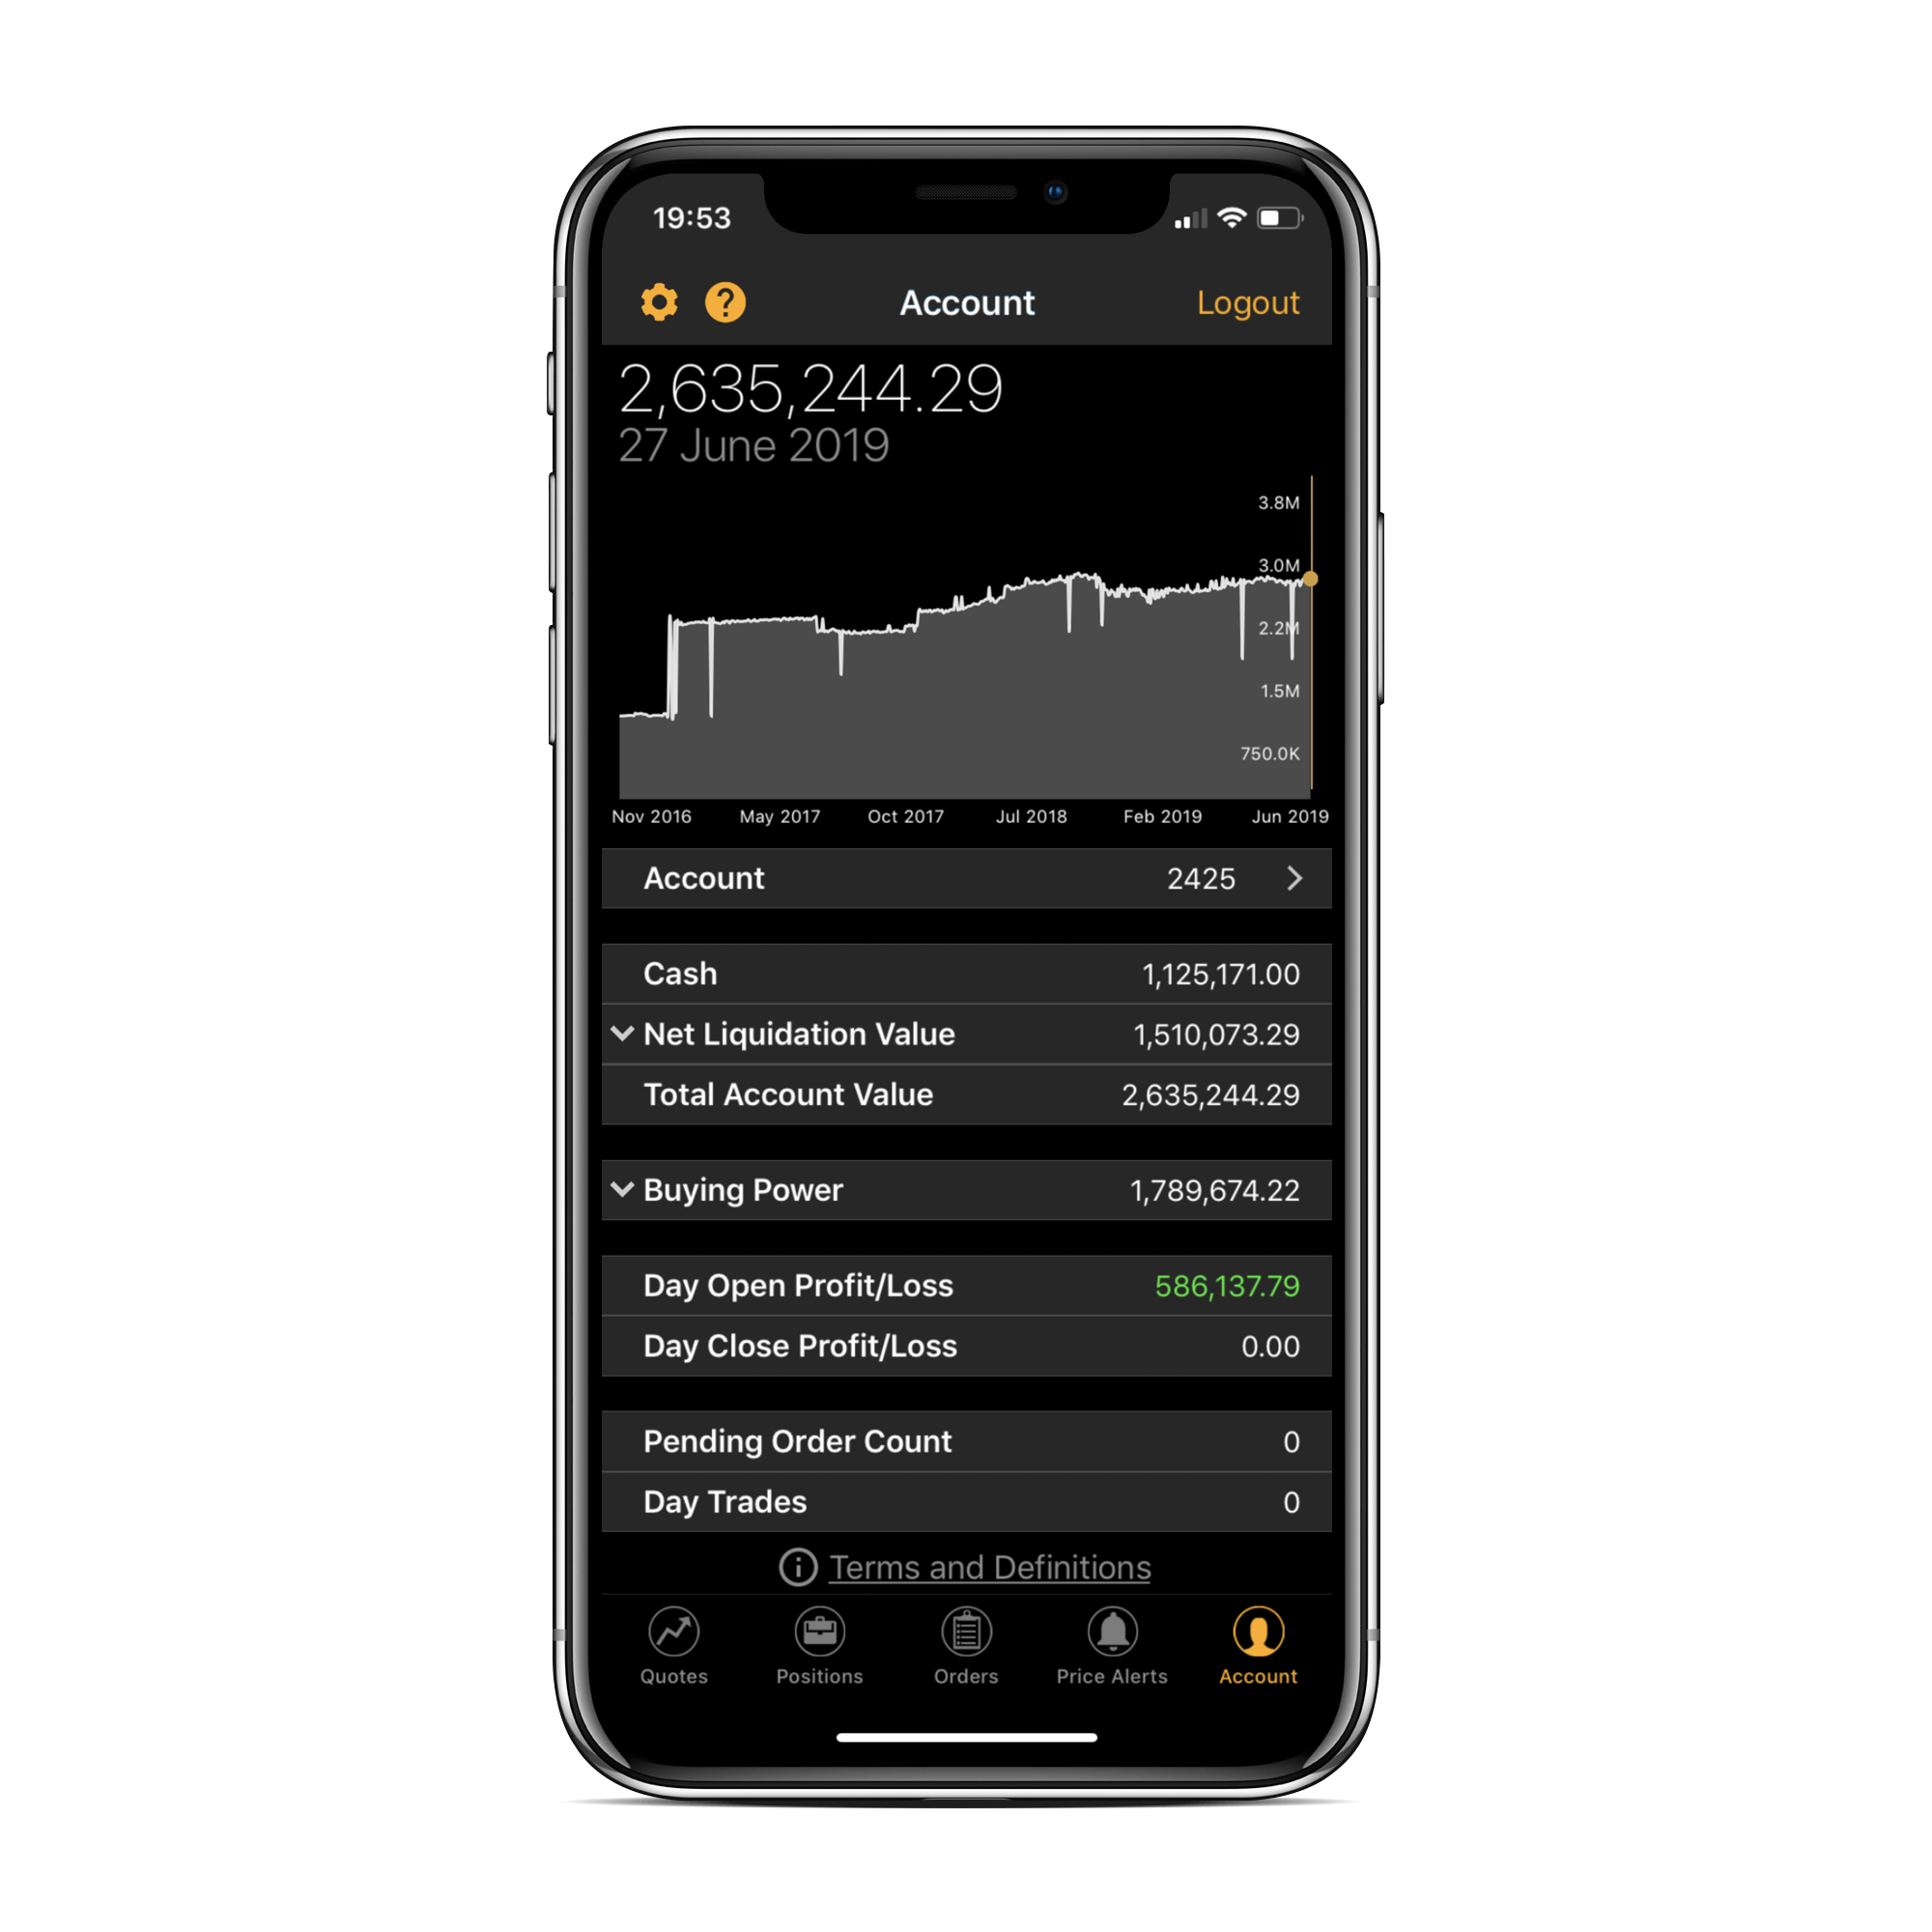 19:53
Account
Logout
2,635,244.29
27 June 2019
3.8M
3.0M
2.2M
1.5M
750.0K
Nov 2016 May 2017 Oct 2017 Jul 2018 Feb 2019 Jun 2019
Account 2425
Cash 1,125,171.00
Net Liquidation Value 1,510,073.29
Total Account Value 2,635,244.29
Buying Power 1,789,674.22
Day Open Profit/Loss 586,137.79
Day Close Profit/Loss 0.00
Pending Order Count 0
Day Trades 0
Terms and Definitions
Quotes Positions Orders Price Alerts Account